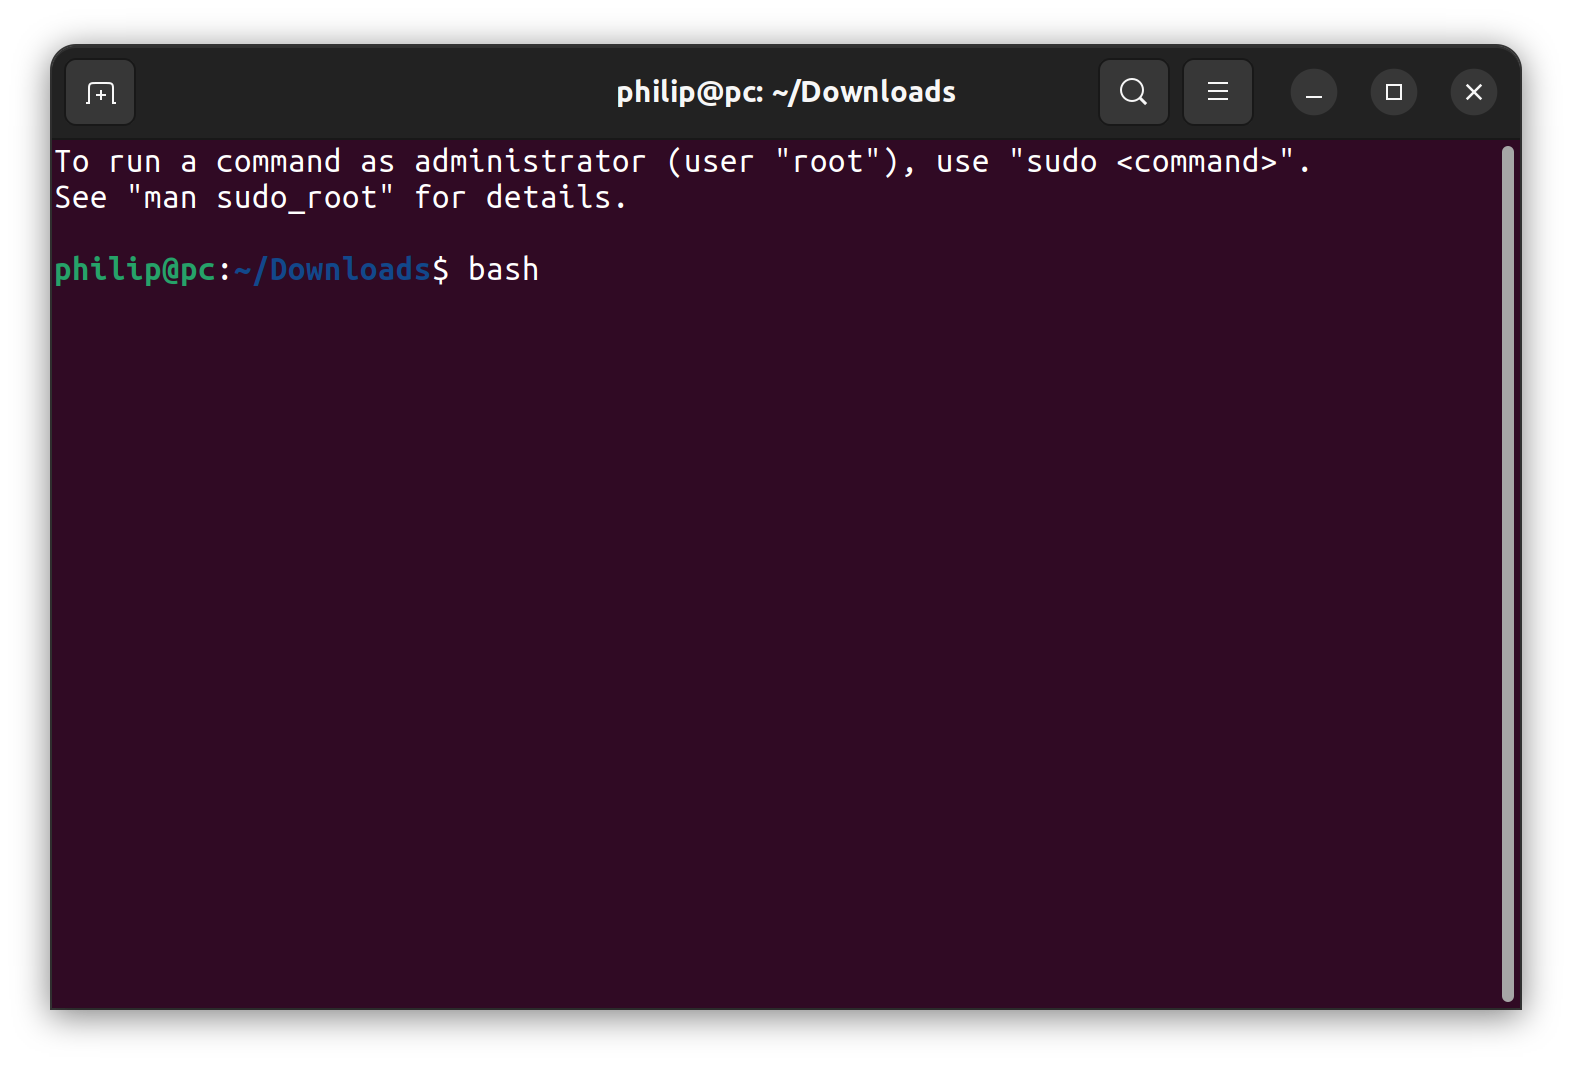 philip@pc: ~/Downloads
To run a command as administrator (user "root"), use "sudo <command>".
See "man sudo_root" for details.
philip@pc:~/Downloads$ bash